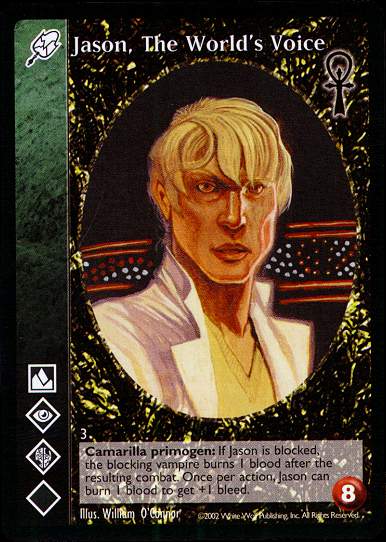 Jason, The World's Voice
3
Camarilla primogen: If Jason is blocked,
the blocking vampire burns 1 blood after the
resulting combat. Once per action, Jason can
burn 1 blood to get +1 bleed.
8
Illus. William O'Connor
©2002 White Wolf Publishing, Inc. All Rights Reserved.